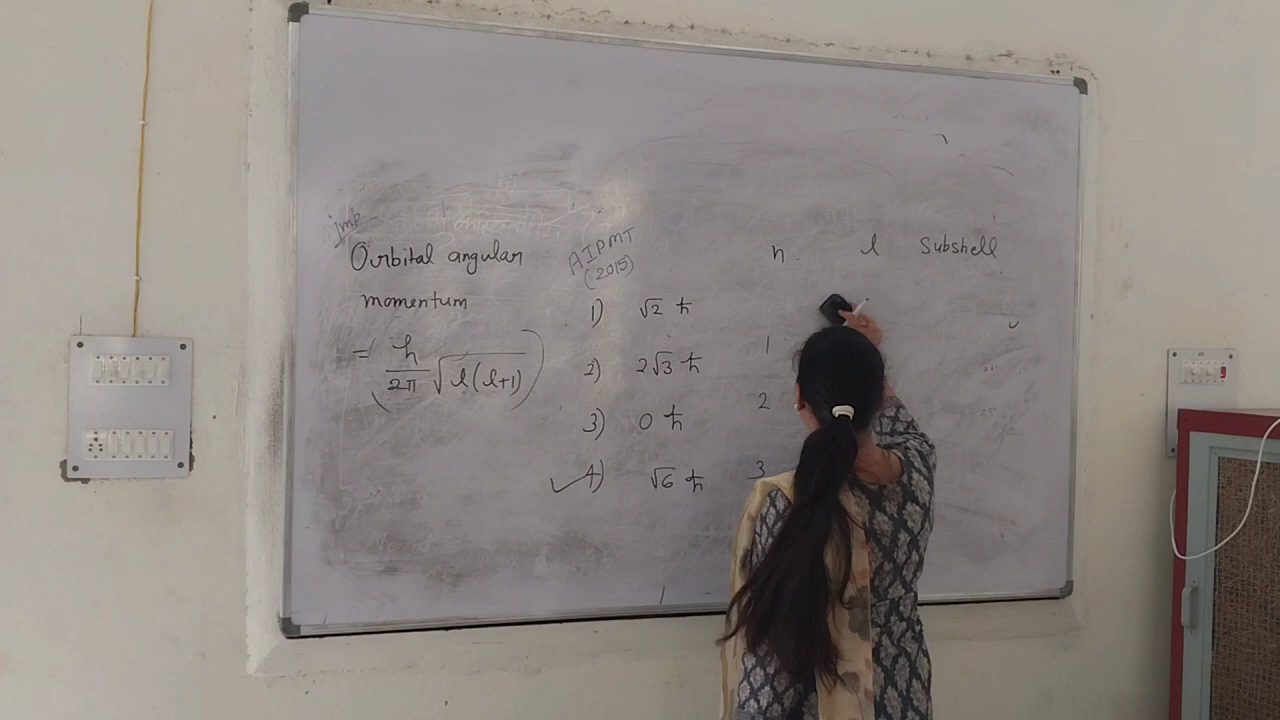 imp
Orbital angular
momentum
= ( h / 2π √l(l+1) )
AIPMT
(2015)
1) √2 ħ
2) 2√3 ħ
3) 0 ħ
✓4) √6 ħ
n l Subshell
1
2
3